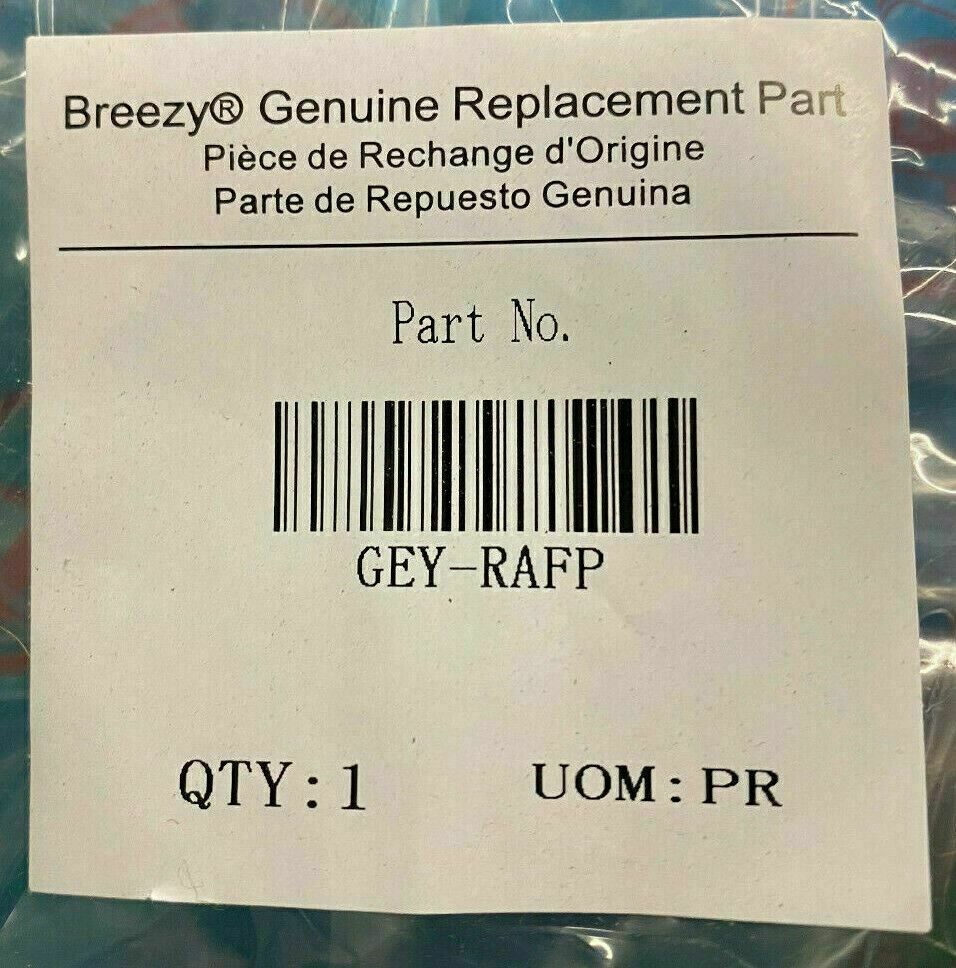 Breezy® Genuine Replacement Part
Pièce de Rechange d'Origine
Parte de Repuesto Genuina
Part No.
GEY-RAFP
QTY:1 UOM:PR